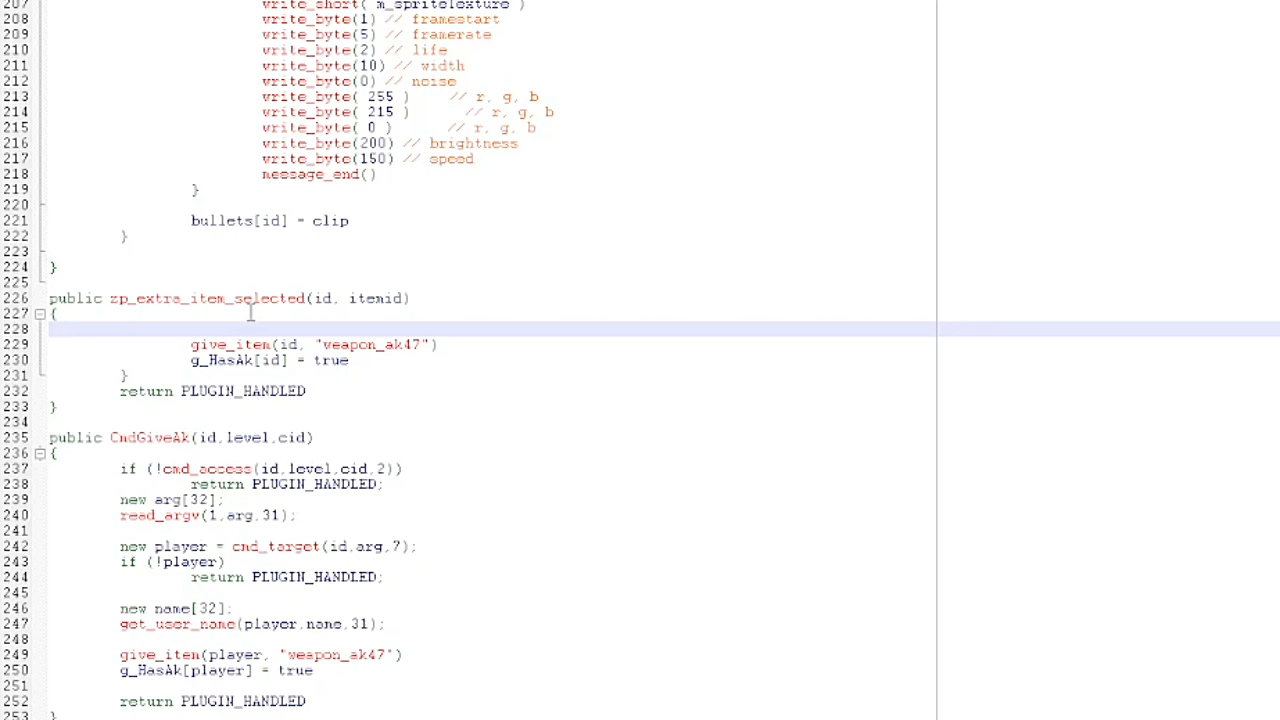 207 write_short( m_spriteTexture )
208 write_byte(1) // framestart
209 write_byte(5) // framerate
210 write_byte(2) // life
211 write_byte(10) // width
212 write_byte(0) // noise
213 write_byte( 255 ) // r, g, b
214 write_byte( 215 ) // r, g, b
215 write_byte( 0 ) // r, g, b
216 write_byte(200) // brightness
217 write_byte(150) // speed
218 message_end()
219 }
220
221 bullets[id] = clip
222 }
223
224 }
225
226 public zp_extra_item_selected(id, itemid)
227 {
228
229 give_item(id, "weapon_ak47")
230 g_HasAk[id] = true
231 }
232 return PLUGIN_HANDLED
233 }
234
235 public CmdGiveAk(id,level,cid)
236 {
237 if (!cmd_access(id,level,cid,2))
238 return PLUGIN_HANDLED;
239 new arg[32];
240 read_argv(1,arg,31);
241
242 new player = cmd_target(id,arg,7);
243 if (!player)
244 return PLUGIN_HANDLED;
245
246 new name[32];
247 get_user_name(player,name,31);
248
249 give_item(player, "weapon_ak47")
250 g_HasAk[player] = true
251
252 return PLUGIN_HANDLED
253 }